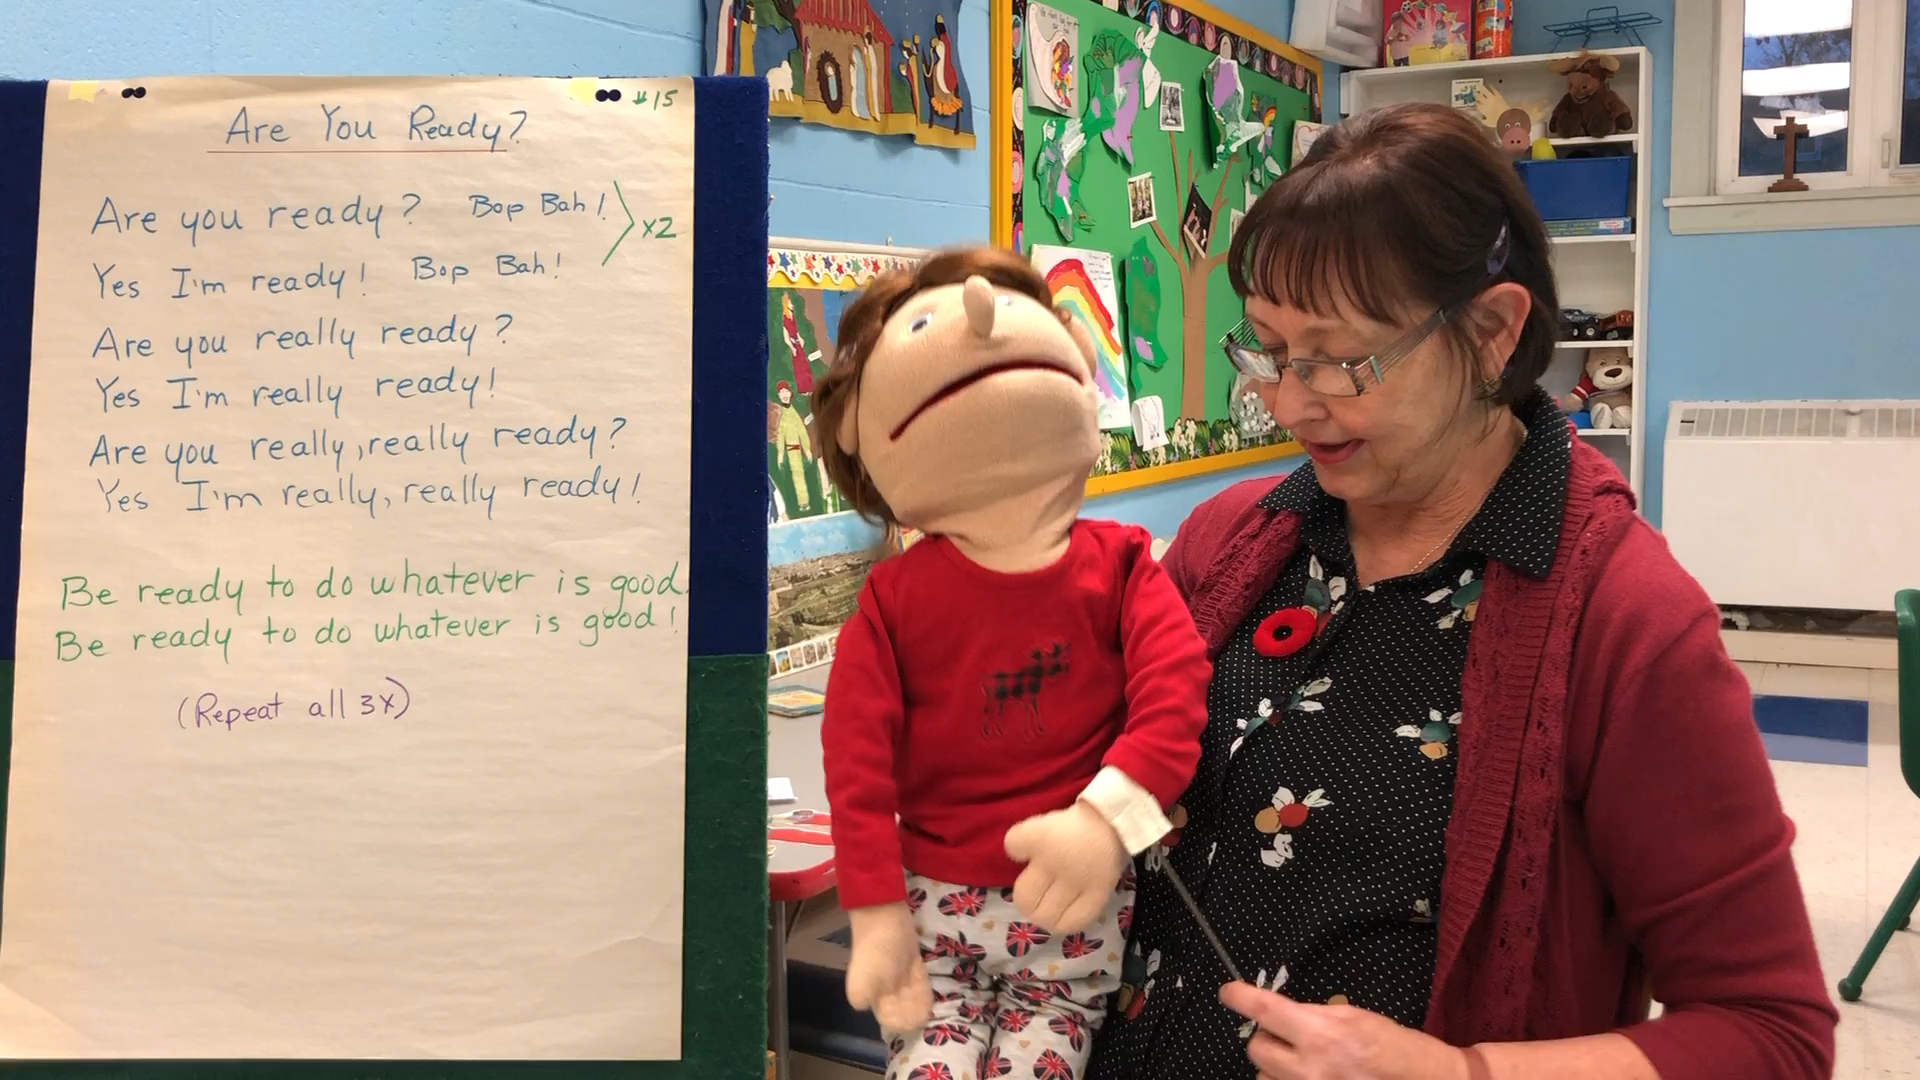 #15
Are You Ready?
Are you ready? Bop Bah! x2
Yes I'm ready! Bop Bah!
Are you really ready?
Yes I'm really ready!
Are you really, really ready?
Yes I'm really, really ready!
Be ready to do whatever is good.
Be ready to do whatever is good!
(Repeat all 3x)